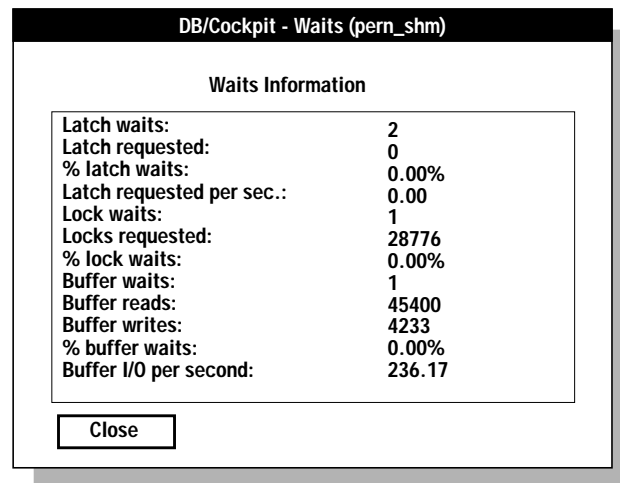 DB/Cockpit - Waits (pern_shm)
Waits Information
Latch waits: 2
Latch requested: 0
% latch waits: 0.00%
Latch requested per sec.: 0.00
Lock waits: 1
Locks requested: 28776
% lock waits: 0.00%
Buffer waits: 1
Buffer reads: 45400
Buffer writes: 4233
% buffer waits: 0.00%
Buffer I/O per second: 236.17
Close